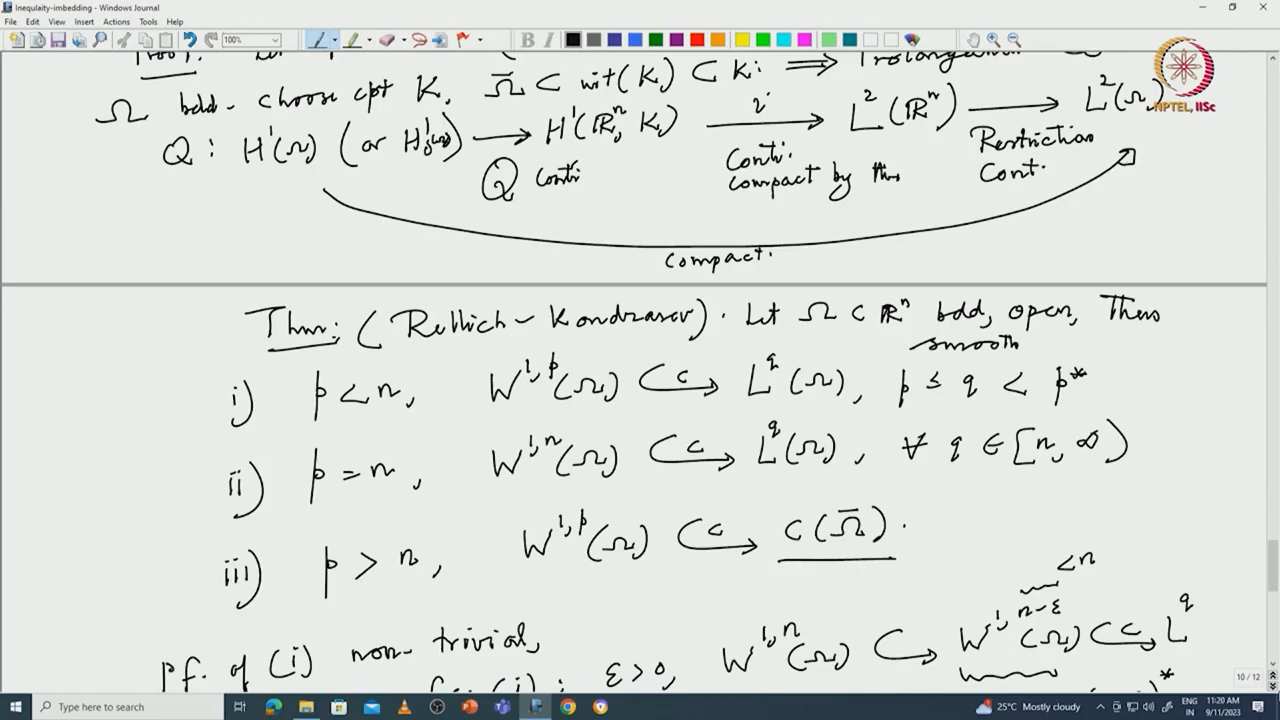 Inequlaity-imbedding - Windows Journal
File Edit View Insert Actions Tools Help
100%
B I
NPTEL, IISc
Ω bdd - choose cpt K, Ω̄ ⊂ int(K) ⊂ K; ⟹
Q : H¹(Ω) (or H¹₀(Ω)) ⟶ H¹(ℝⁿ, K) ⟶ L²(ℝⁿ) ⟶ L²(Ω)
i
Q conti
Conti.
compact by thm
Restriction
Cont.
Compact.
Thm: (Rellich - Kondrasov). Let Ω ⊂ ℝⁿ bdd, open, Then
smooth
i) p < n, W^{1,p}(Ω) ↪^c L^q(Ω), p ≤ q < p*
ii) p = n, W^{1,n}(Ω) ↪^c L^q(Ω), ∀ q ∈ [n, ∞)
iii) p > n, W^{1,p}(Ω) ↪^c C(Ω̄).
< n
pf. of (i) non-trivial,
ε > 0, W^{1,n}(Ω) ↪ W^{1,n-ε}(Ω) ↪^c L^q
10 / 12
Type here to search
25°C Mostly cloudy
ENG
IN
11:20 AM
9/11/2023